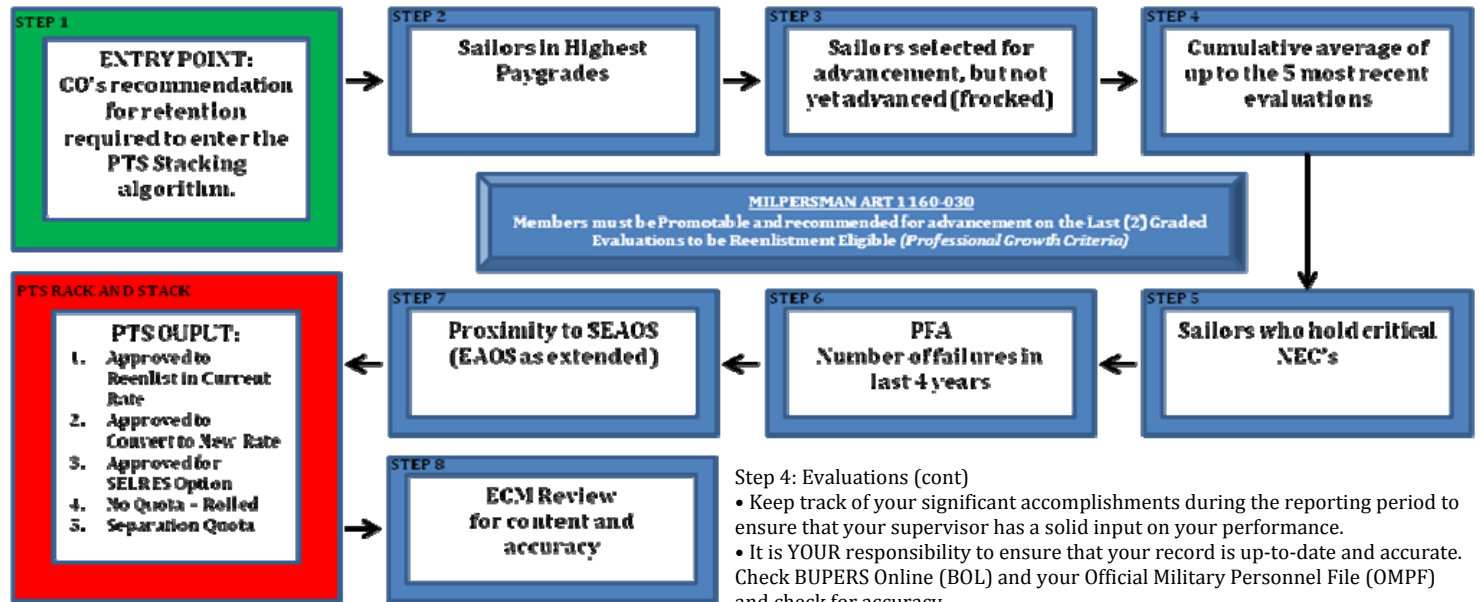 STEP 1
ENTRY POINT:
CO's recommendation
for retention
required to enter the
PTS Stacking
algorithm.
STEP 2
Sailors in Highest
Paygrades
STEP 3
Sailors selected for
advancement, but not
yet advanced (frocked)
STEP 4
Cumulative average of
up to the 5 most recent
evaluations
MILPERSMAN ART 1160-030
Members must be Promotable and recommended for advancement on the Last (2) Graded
Evaluations to be Reenlistment Eligible (Professional Growth Criteria)
STEP 5
Sailors who hold critical
NEC's
STEP 6
PFA
Number of failures in
last 4 years
STEP 7
Proximity to SEAOS
(EAOS as extended)
PTS RACK AND STACK
PTS OUPUT:
1. Approved to
Reenlist in Current
Rate
2. Approved to
Convert to New Rate
3. Approved for
SELRES Option
4. No Quota – Rolled
5. Separation Quota
STEP 8
ECM Review
for content and
accuracy
Step 4: Evaluations (cont)
• Keep track of your significant accomplishments during the reporting period to
ensure that your supervisor has a solid input on your performance.
• It is YOUR responsibility to ensure that your record is up-to-date and accurate.
Check BUPERS Online (BOL) and your Official Military Personnel File (OMPF)
and check for accuracy